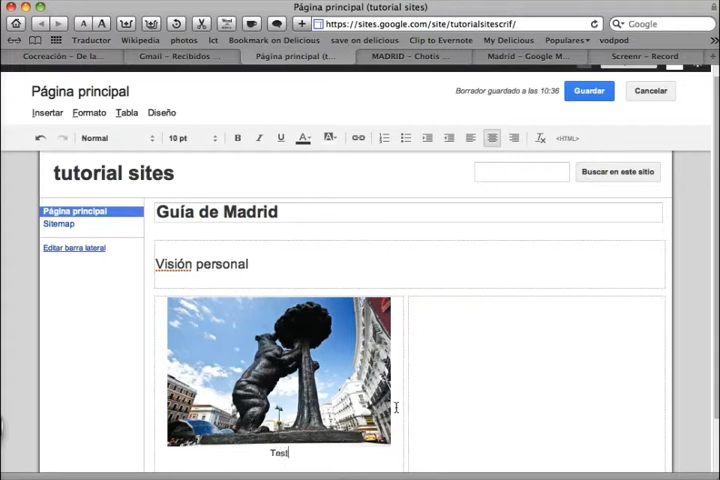 Página principal (tutorial sites)
https://sites.google.com/site/tutorialsitescrif/
Google
Traductor Wikipedia photos lct Bookmark on Delicious save on delicious Clip to Evernote My Delicious Populares vodpod
Cocreación – De la... Gmail – Recibidos ... Página principal (t... MADRID – Chotis ... Madrid – Google M... Screenr – Record
Página principal
Borrador guardado a las 10:36 Guardar Cancelar
Insertar Formato Tabla Diseño
Normal 10 pt B I U A A <HTML>
tutorial sites
Buscar en este sitio
Página principal
Sitemap
Editar barra lateral
Guía de Madrid
Visión personal
Test